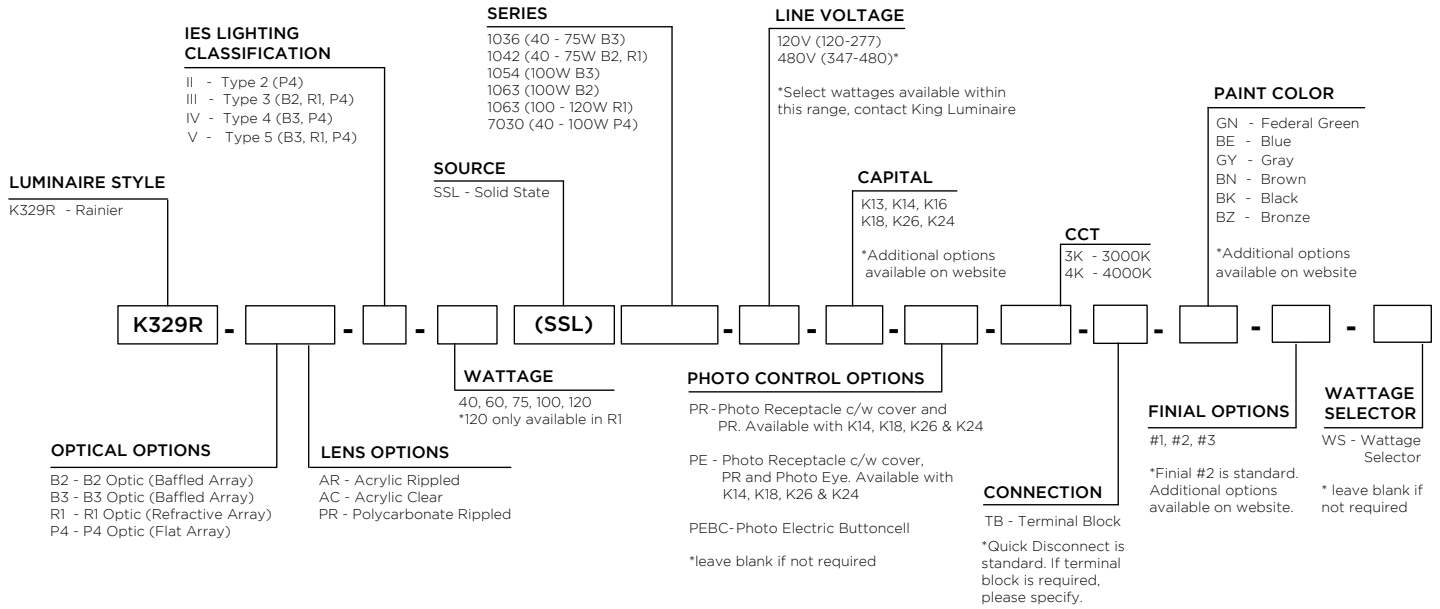 LUMINAIRE STYLE
K329R - Rainier
IES LIGHTING
CLASSIFICATION
II - Type 2 (P4)
III - Type 3 (B2, R1, P4)
IV - Type 4 (B3, P4)
V - Type 5 (B3, R1, P4)
SOURCE
SSL - Solid State
SERIES
1036 (40 - 75W B3)
1042 (40 - 75W B2, R1)
1054 (100W B3)
1063 (100W B2)
1063 (100 - 120W R1)
7030 (40 - 100W P4)
LINE VOLTAGE
120V (120-277)
480V (347-480)*
*Select wattages available within
this range, contact King Luminaire
CAPITAL
K13, K14, K16
K18, K26, K24
*Additional options
available on website
CCT
3K - 3000K
4K - 4000K
PAINT COLOR
GN - Federal Green
BE - Blue
GY - Gray
BN - Brown
BK - Black
BZ - Bronze
*Additional options
available on website
K329R - - - (SSL) - - - - - - - -
OPTICAL OPTIONS
B2 - B2 Optic (Baffled Array)
B3 - B3 Optic (Baffled Array)
R1 - R1 Optic (Refractive Array)
P4 - P4 Optic (Flat Array)
LENS OPTIONS
AR - Acrylic Rippled
AC - Acrylic Clear
PR - Polycarbonate Rippled
WATTAGE
40, 60, 75, 100, 120
*120 only available in R1
PHOTO CONTROL OPTIONS
PR - Photo Receptacle c/w cover and
PR. Available with K14, K18, K26 & K24
PE - Photo Receptacle c/w cover,
PR and Photo Eye. Available with
K14, K18, K26 & K24
PEBC-Photo Electric Buttoncell
*leave blank if not required
CONNECTION
TB - Terminal Block
*Quick Disconnect is
standard. If terminal
block is required,
please specify.
FINIAL OPTIONS
#1, #2, #3
*Finial #2 is standard.
Additional options
available on website.
WATTAGE
SELECTOR
WS - Wattage
Selector
* leave blank if
not required